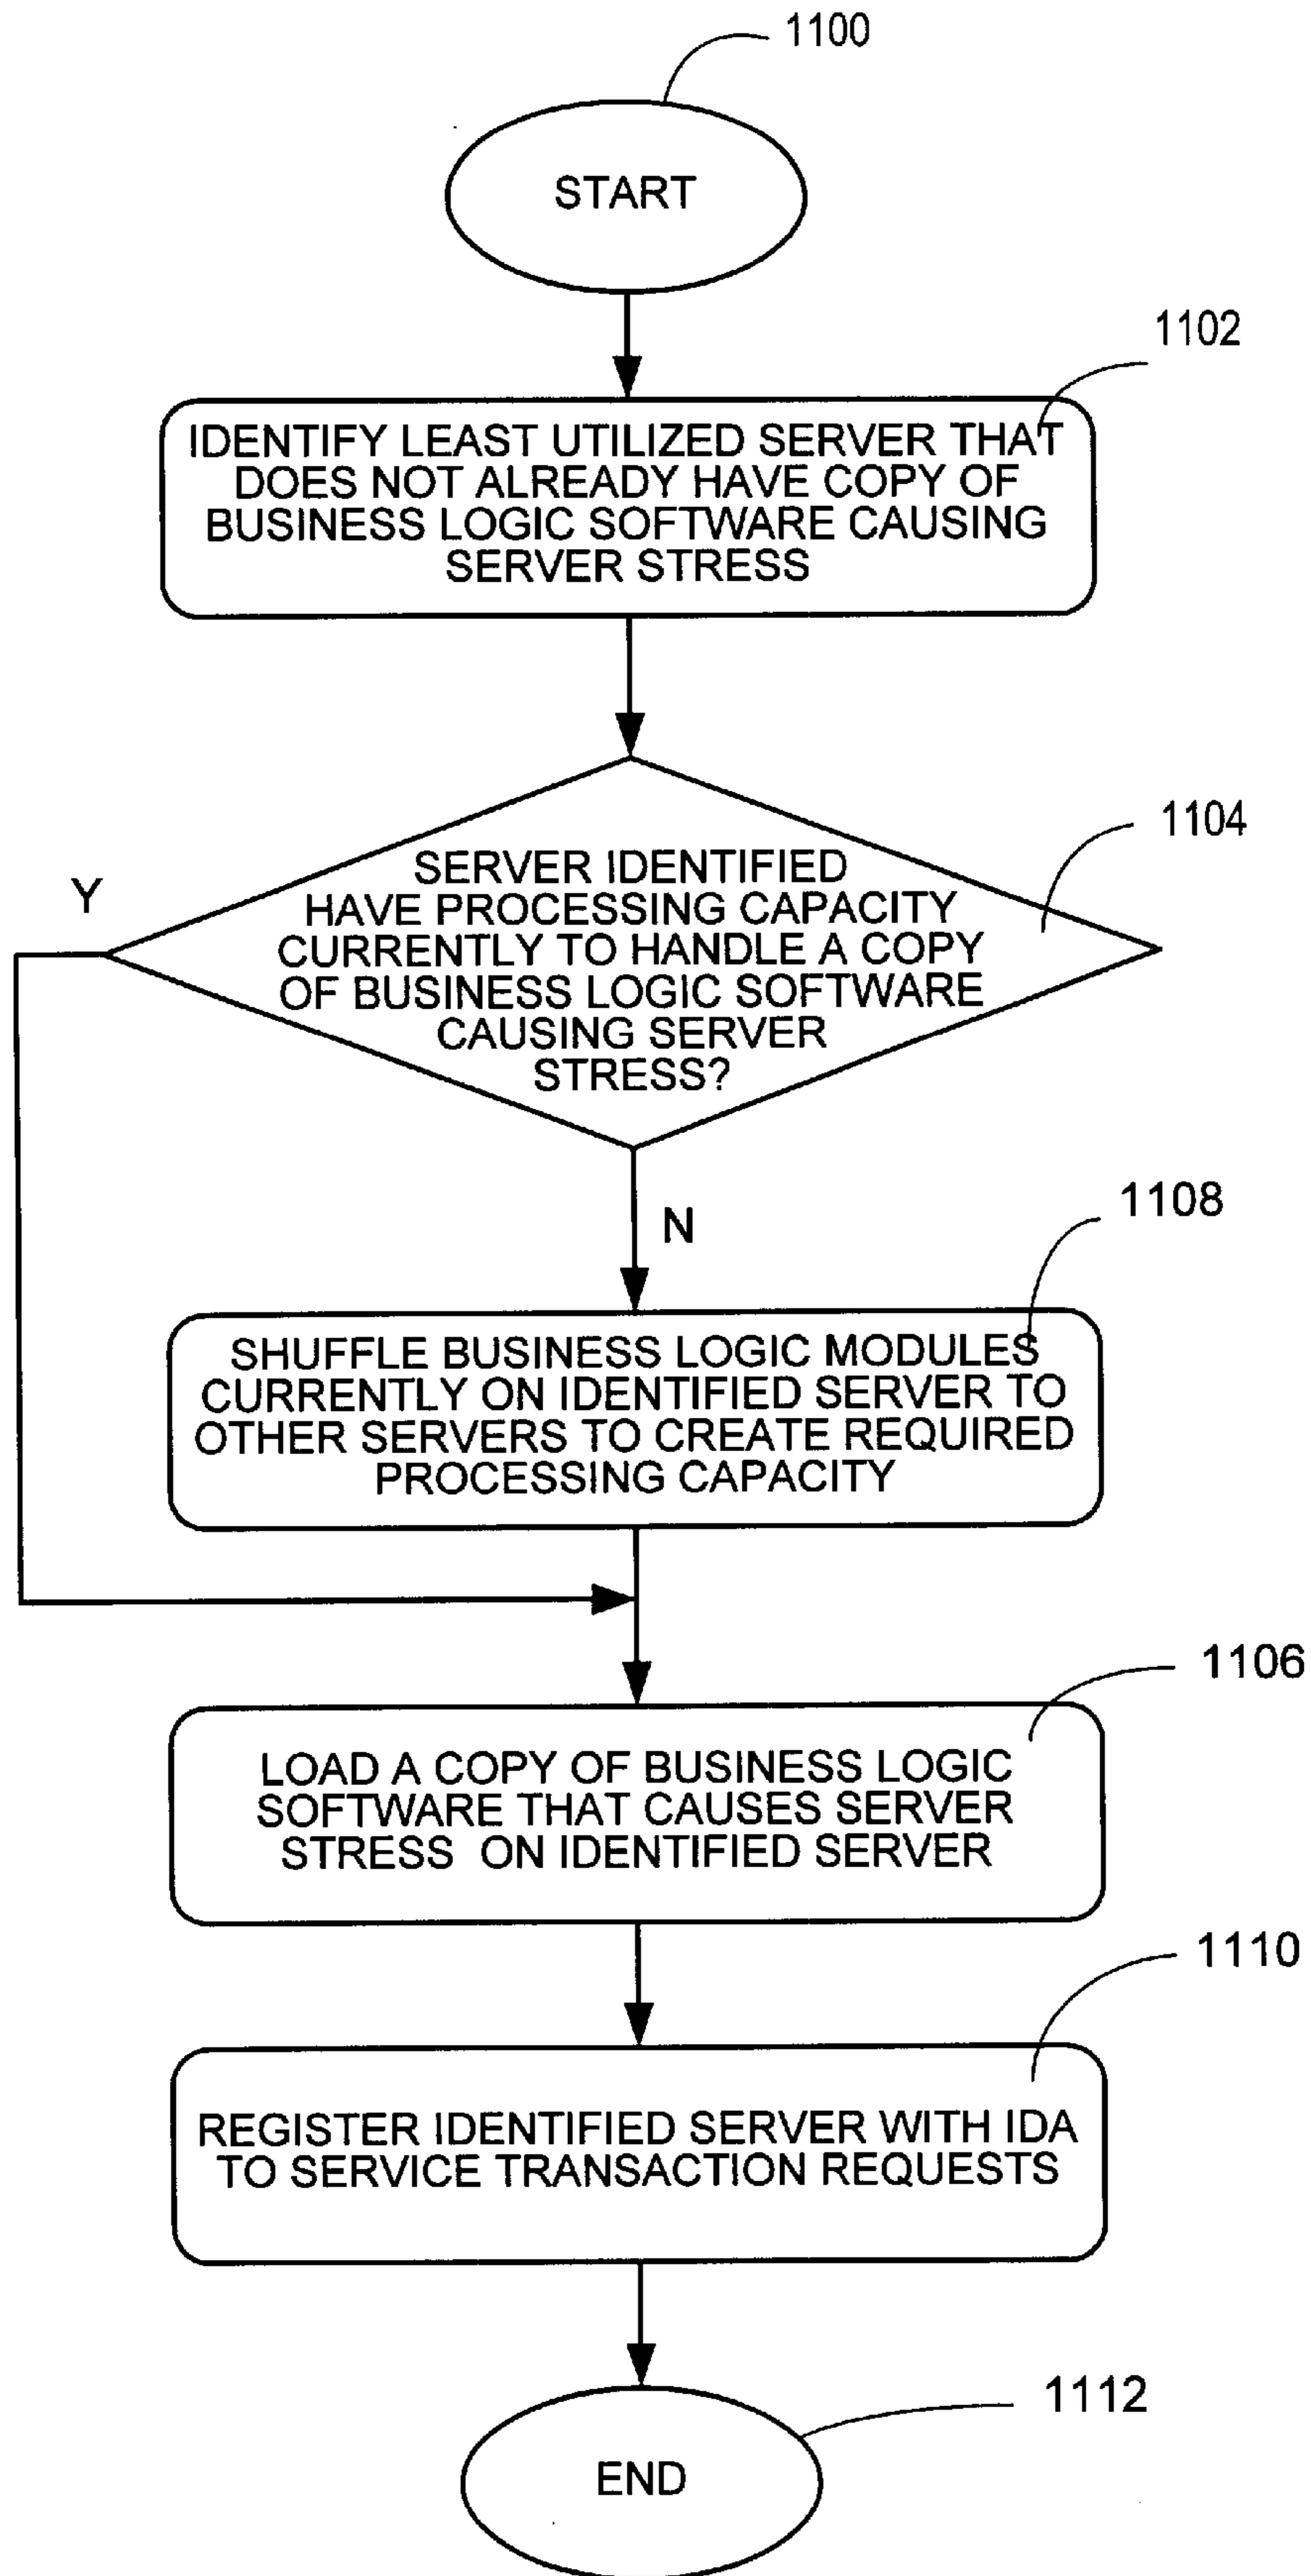 1100
START
1102
IDENTIFY LEAST UTILIZED SERVER THAT
DOES NOT ALREADY HAVE COPY OF
BUSINESS LOGIC SOFTWARE CAUSING
SERVER STRESS
1104
Y
SERVER IDENTIFIED
HAVE PROCESSING CAPACITY
CURRENTLY TO HANDLE A COPY
OF BUSINESS LOGIC SOFTWARE
CAUSING SERVER
STRESS?
N
1108
SHUFFLE BUSINESS LOGIC MODULES
CURRENTLY ON IDENTIFIED SERVER TO
OTHER SERVERS TO CREATE REQUIRED
PROCESSING CAPACITY
1106
LOAD A COPY OF BUSINESS LOGIC
SOFTWARE THAT CAUSES SERVER
STRESS ON IDENTIFIED SERVER
1110
REGISTER IDENTIFIED SERVER WITH IDA
TO SERVICE TRANSACTION REQUESTS
1112
END